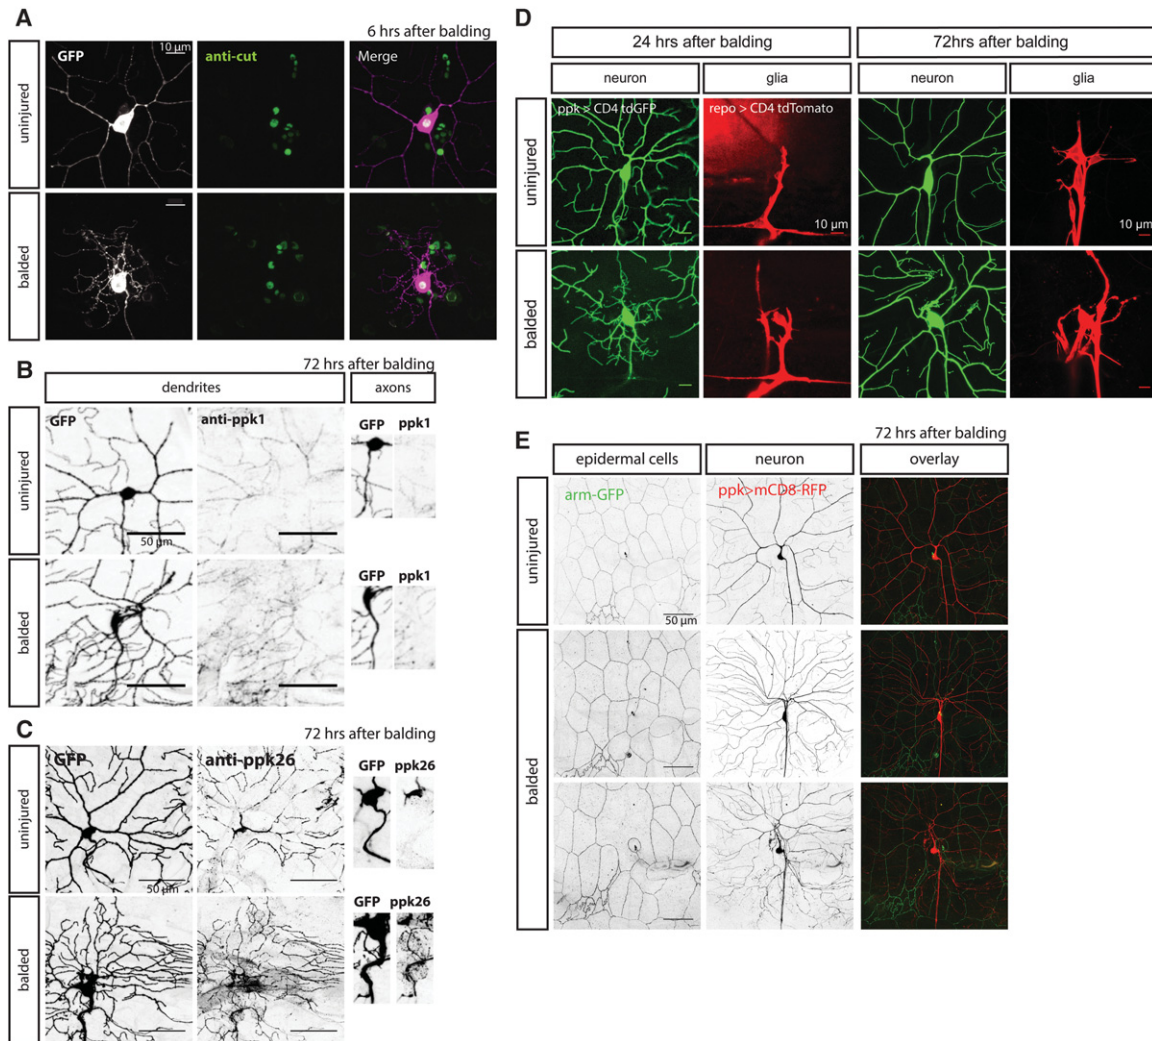 A
6 hrs after balding
GFP
10 µm
anti-cut
Merge
uninjured
balded
B
72 hrs after balding
dendrites
axons
GFP
anti-ppk1
GFP
ppk1
uninjured
50 µm
GFP
ppk1
balded
C
72 hrs after balding
GFP
anti-ppk26
GFP
ppk26
uninjured
50 µm
GFP
ppk26
balded
D
24 hrs after balding
72hrs after balding
neuron
glia
neuron
glia
ppk > CD4 tdGFP
repo > CD4 tdTomato
uninjured
10 µm
10 µm
balded
E
72 hrs after balding
epidermal cells
neuron
overlay
arm-GFP
ppk>mCD8-RFP
uninjured
50 µm
balded